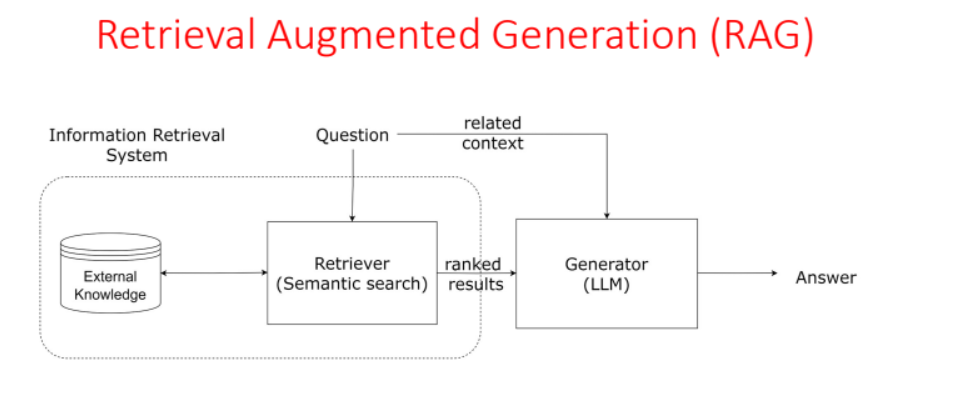 Retrieval Augmented Generation (RAG)
Information Retrieval
System
Question
related
context
External
Knowledge
Retriever
(Semantic search)
ranked
results
Generator
(LLM)
Answer